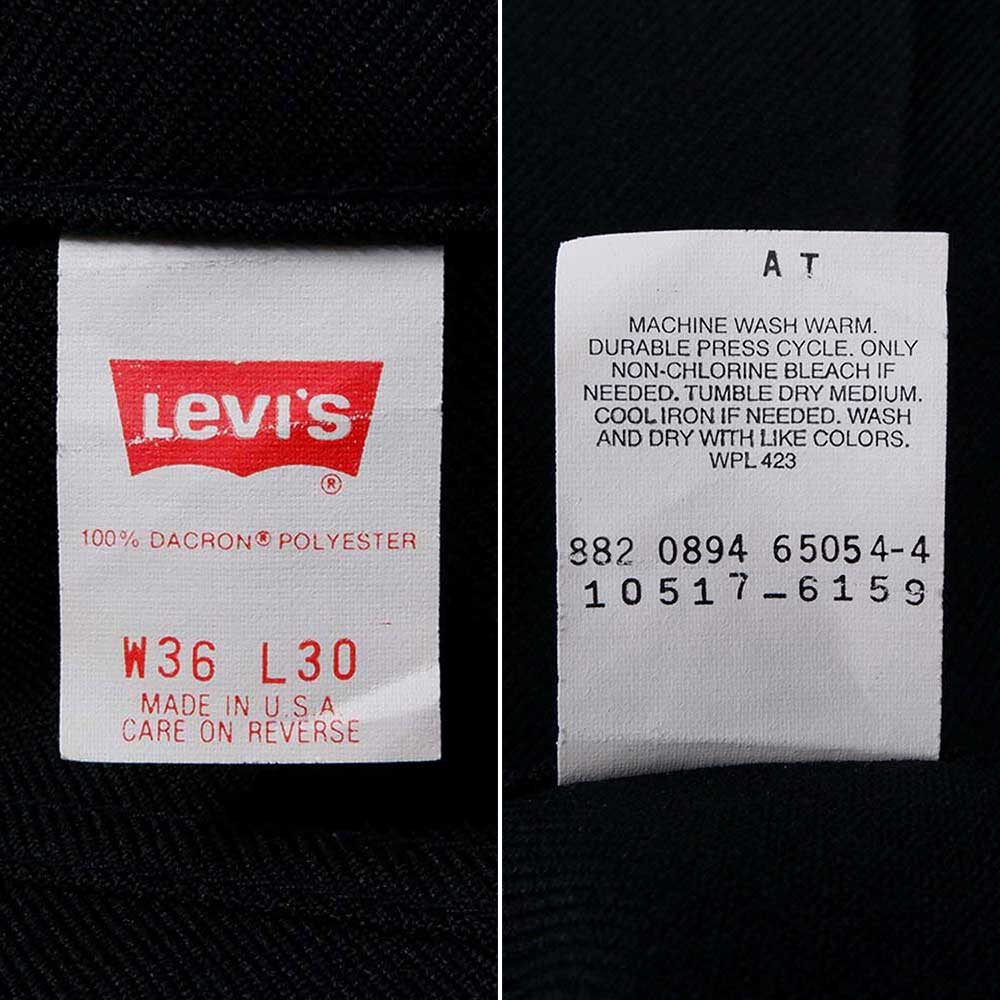 Levi's
®
100% DACRON® POLYESTER
W36 L30
MADE IN U.S.A.
CARE ON REVERSE
AT
MACHINE WASH WARM.
DURABLE PRESS CYCLE. ONLY
NON-CHLORINE BLEACH IF
NEEDED. TUMBLE DRY MEDIUM.
COOL IRON IF NEEDED. WASH
AND DRY WITH LIKE COLORS.
WPL 423
882 0894 65054-4
10517-6159